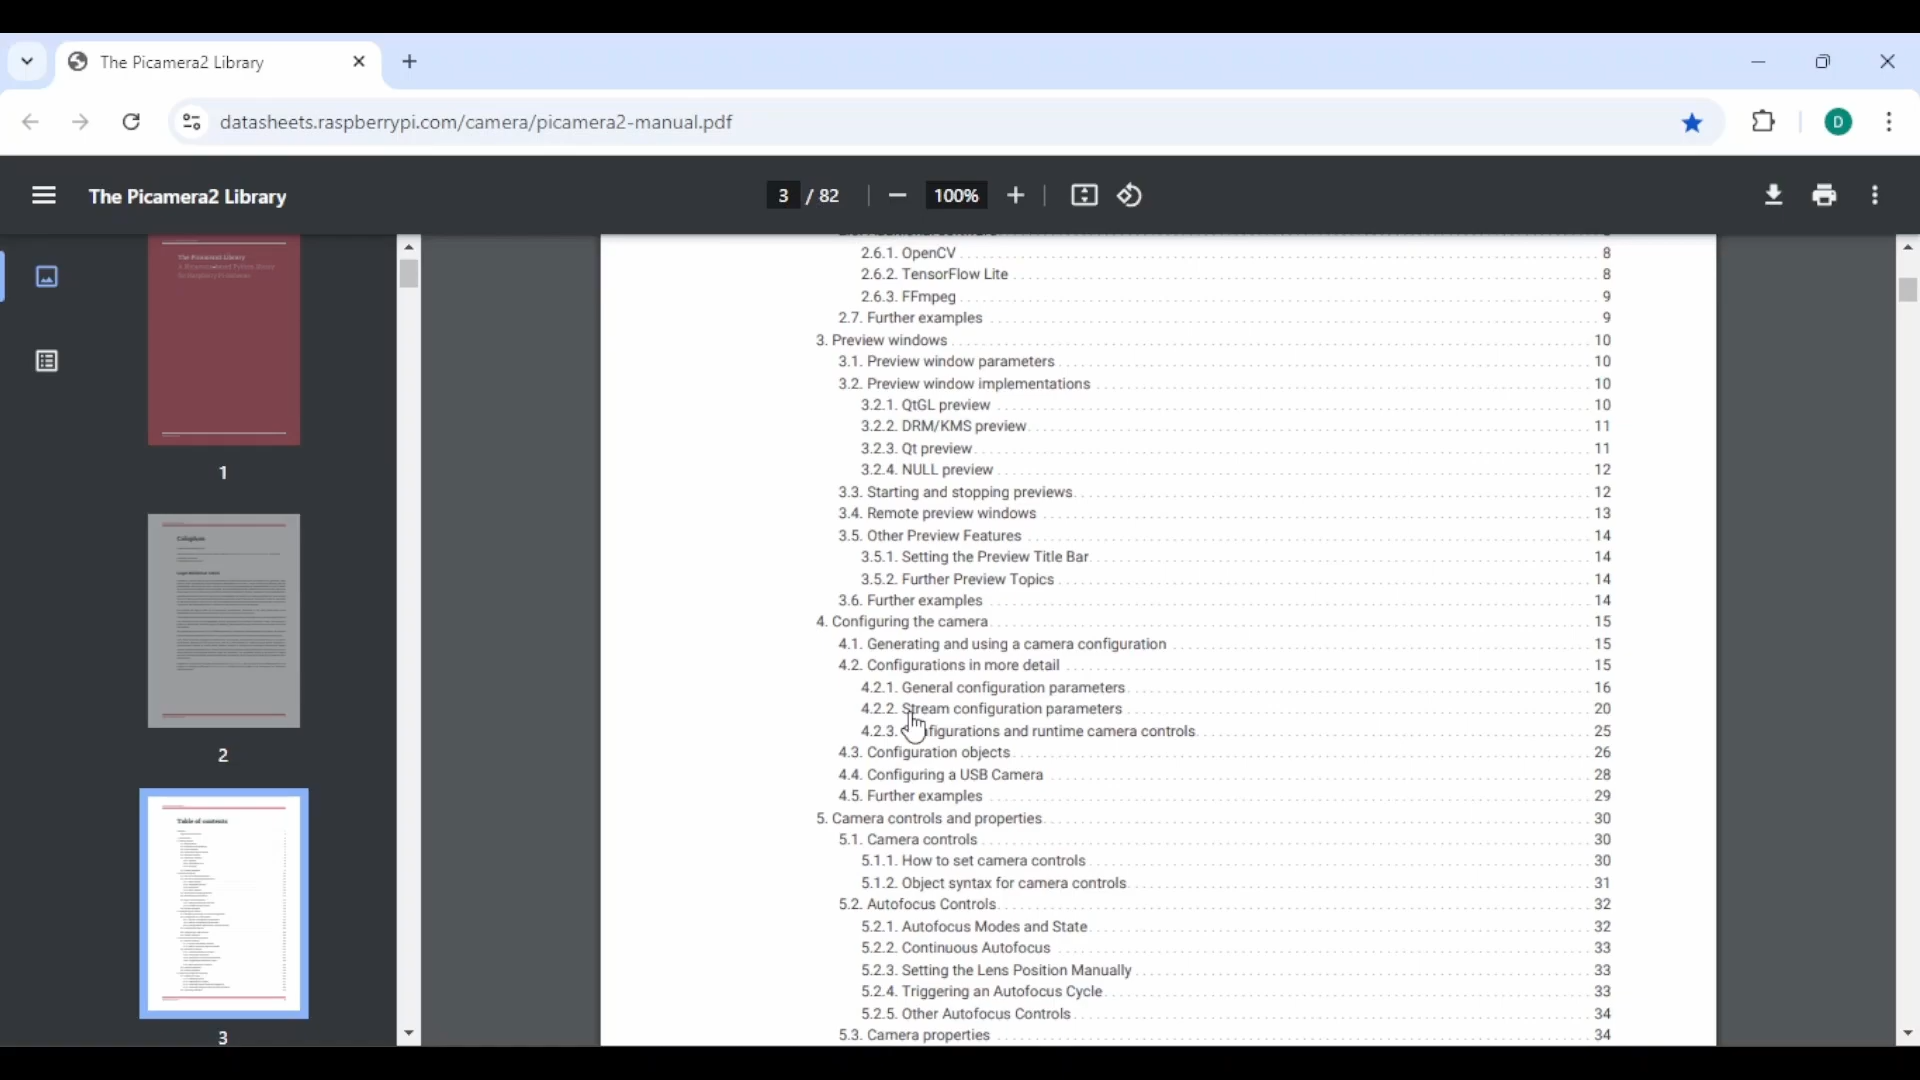 The Picamera2 Library
datasheets.raspberrypi.com/camera/picamera2-manual.pdf
D
The Picamera2 Library
3 / 82
100%
The Picamera2 Library
1
Colophon
2
Table of contents
3
2.6.1. OpenCV 8
2.6.2. TensorFlow Lite 8
2.6.3. FFmpeg 9
2.7. Further examples 9
3. Preview windows 10
3.1. Preview window parameters 10
3.2. Preview window implementations 10
3.2.1. QtGL preview 10
3.2.2. DRM/KMS preview 11
3.2.3. Qt preview 11
3.2.4. NULL preview 12
3.3. Starting and stopping previews 12
3.4. Remote preview windows 13
3.5. Other Preview Features 14
3.5.1. Setting the Preview Title Bar 14
3.5.2. Further Preview Topics 14
3.6. Further examples 14
4. Configuring the camera 15
4.1. Generating and using a camera configuration 15
4.2. Configurations in more detail 15
4.2.1. General configuration parameters 16
4.2.2. Stream configuration parameters 20
4.2.3. figurations and runtime camera controls 25
4.3. Configuration objects 26
4.4. Configuring a USB Camera 28
4.5. Further examples 29
5. Camera controls and properties 30
5.1. Camera controls 30
5.1.1. How to set camera controls 30
5.1.2. Object syntax for camera controls 31
5.2. Autofocus Controls 32
5.2.1. Autofocus Modes and State 32
5.2.2. Continuous Autofocus 33
5.2.3. Setting the Lens Position Manually 33
5.2.4. Triggering an Autofocus Cycle 33
5.2.5. Other Autofocus Controls 34
5.3. Camera properties 34